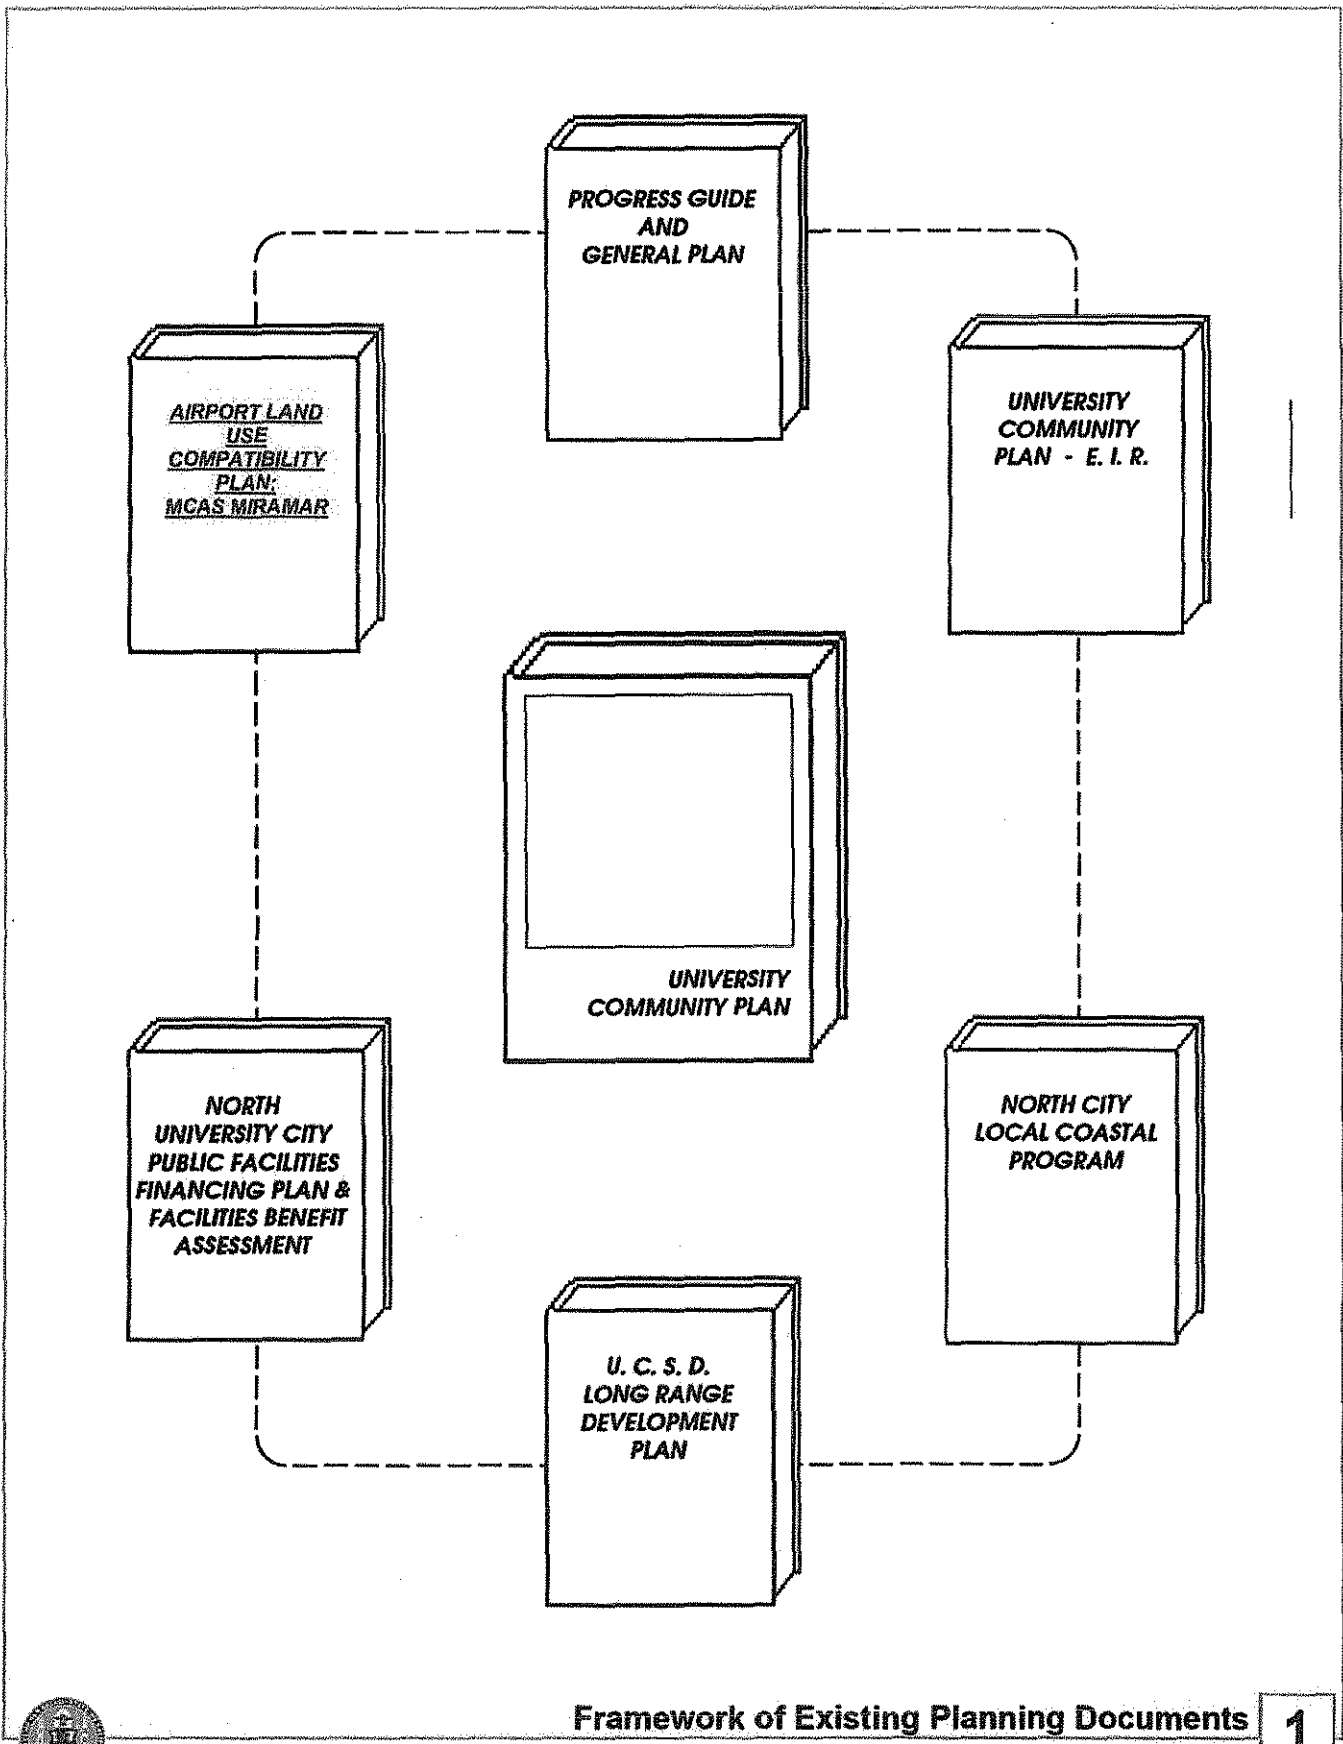 PROGRESS GUIDE
AND
GENERAL PLAN
AIRPORT LAND
USE
COMPATIBILITY
PLAN;
MCAS MIRAMAR
UNIVERSITY
COMMUNITY
PLAN - E. I. R.
UNIVERSITY
COMMUNITY PLAN
NORTH
UNIVERSITY CITY
PUBLIC FACILITIES
FINANCING PLAN &
FACILITIES BENEFIT
ASSESSMENT
NORTH CITY
LOCAL COASTAL
PROGRAM
U. C. S. D.
LONG RANGE
DEVELOPMENT
PLAN
Framework of Existing Planning Documents
1